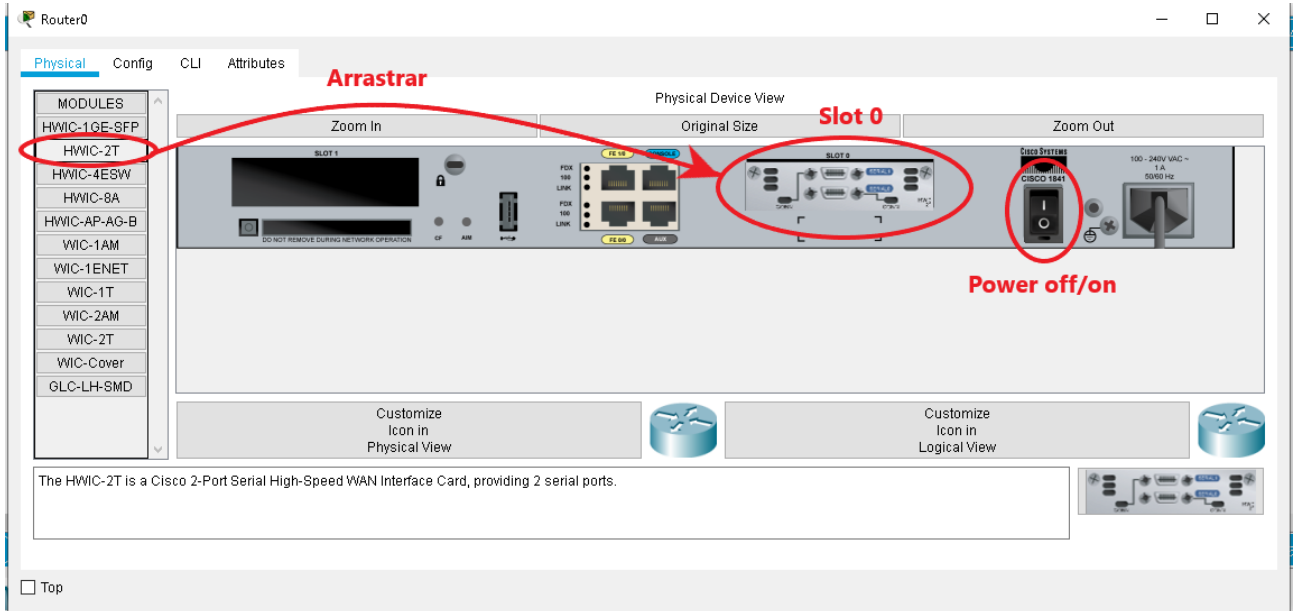 Router0
Physical
Config
CLI
Attributes
Arrastrar
MODULES
HWIC-1GE-SFP
HWIC-2T
HWIC-4ESW
HWIC-8A
HWIC-AP-AG-B
WIC-1AM
WIC-1ENET
WIC-1T
WIC-2AM
WIC-2T
WIC-Cover
GLC-LH-SMD
Physical Device View
Zoom In
Original Size
Zoom Out
Slot 0
SLOT 1
DO NOT REMOVE DURING NETWORK OPERATION
CF
AIM
FDX
100
LINK
FDX
100
LINK
CONSOLE
FE 0/0
AUX
SLOT 0
CISCO SYSTEMS
CISCO 1841
100 - 240V VAC ~
1 A
50/60 Hz
Power off/on
Customize
Icon in
Physical View
Customize
Icon in
Logical View
The HWIC-2T is a Cisco 2-Port Serial High-Speed WAN Interface Card, providing 2 serial ports.
Top